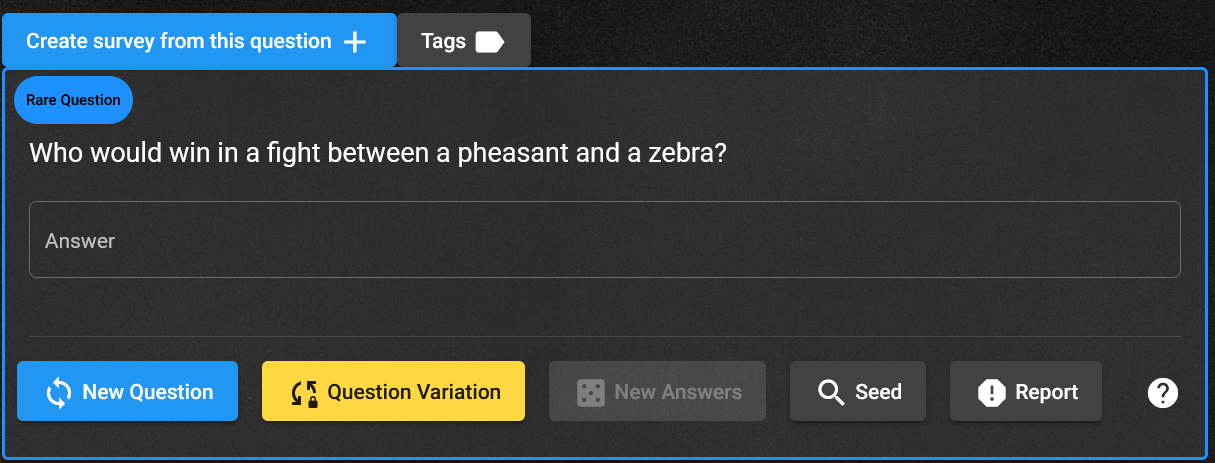 Create survey from this question
Tags
Rare Question
Who would win in a fight between a pheasant and a zebra?
Answer
New Question
Question Variation
New Answers
Seed
Report